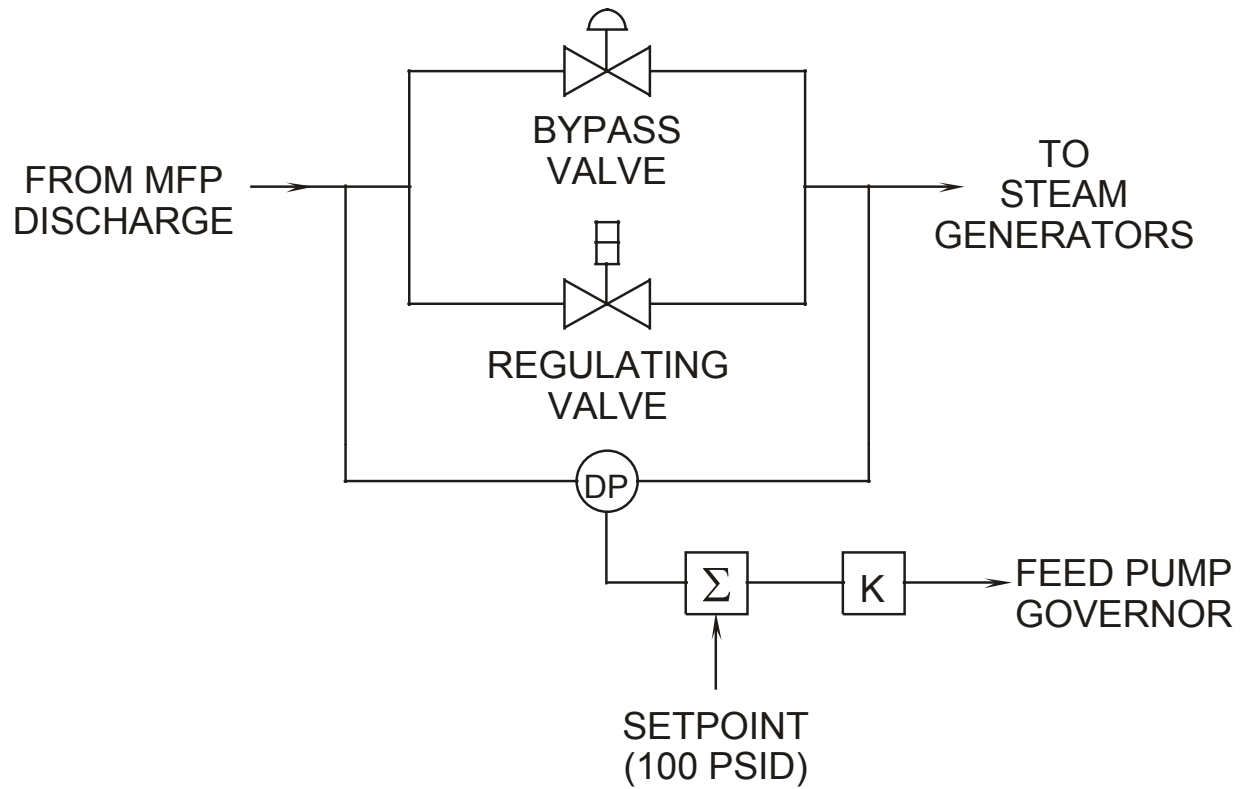 BYPASS
VALVE
FROM MFP
DISCHARGE
TO
STEAM
GENERATORS
REGULATING
VALVE
DP
Σ
K
FEED PUMP
GOVERNOR
SETPOINT
(100 PSID)